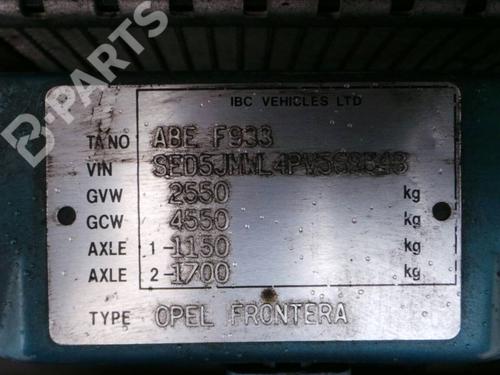 B-PARTS
IBC VEHICLES LTD
TA NO ABE F933
VIN
GVW 2550 kg
GCW 4550 kg
AXLE 1-1150 kg
AXLE 2-1700 kg
TYPE OPEL FRONTERA